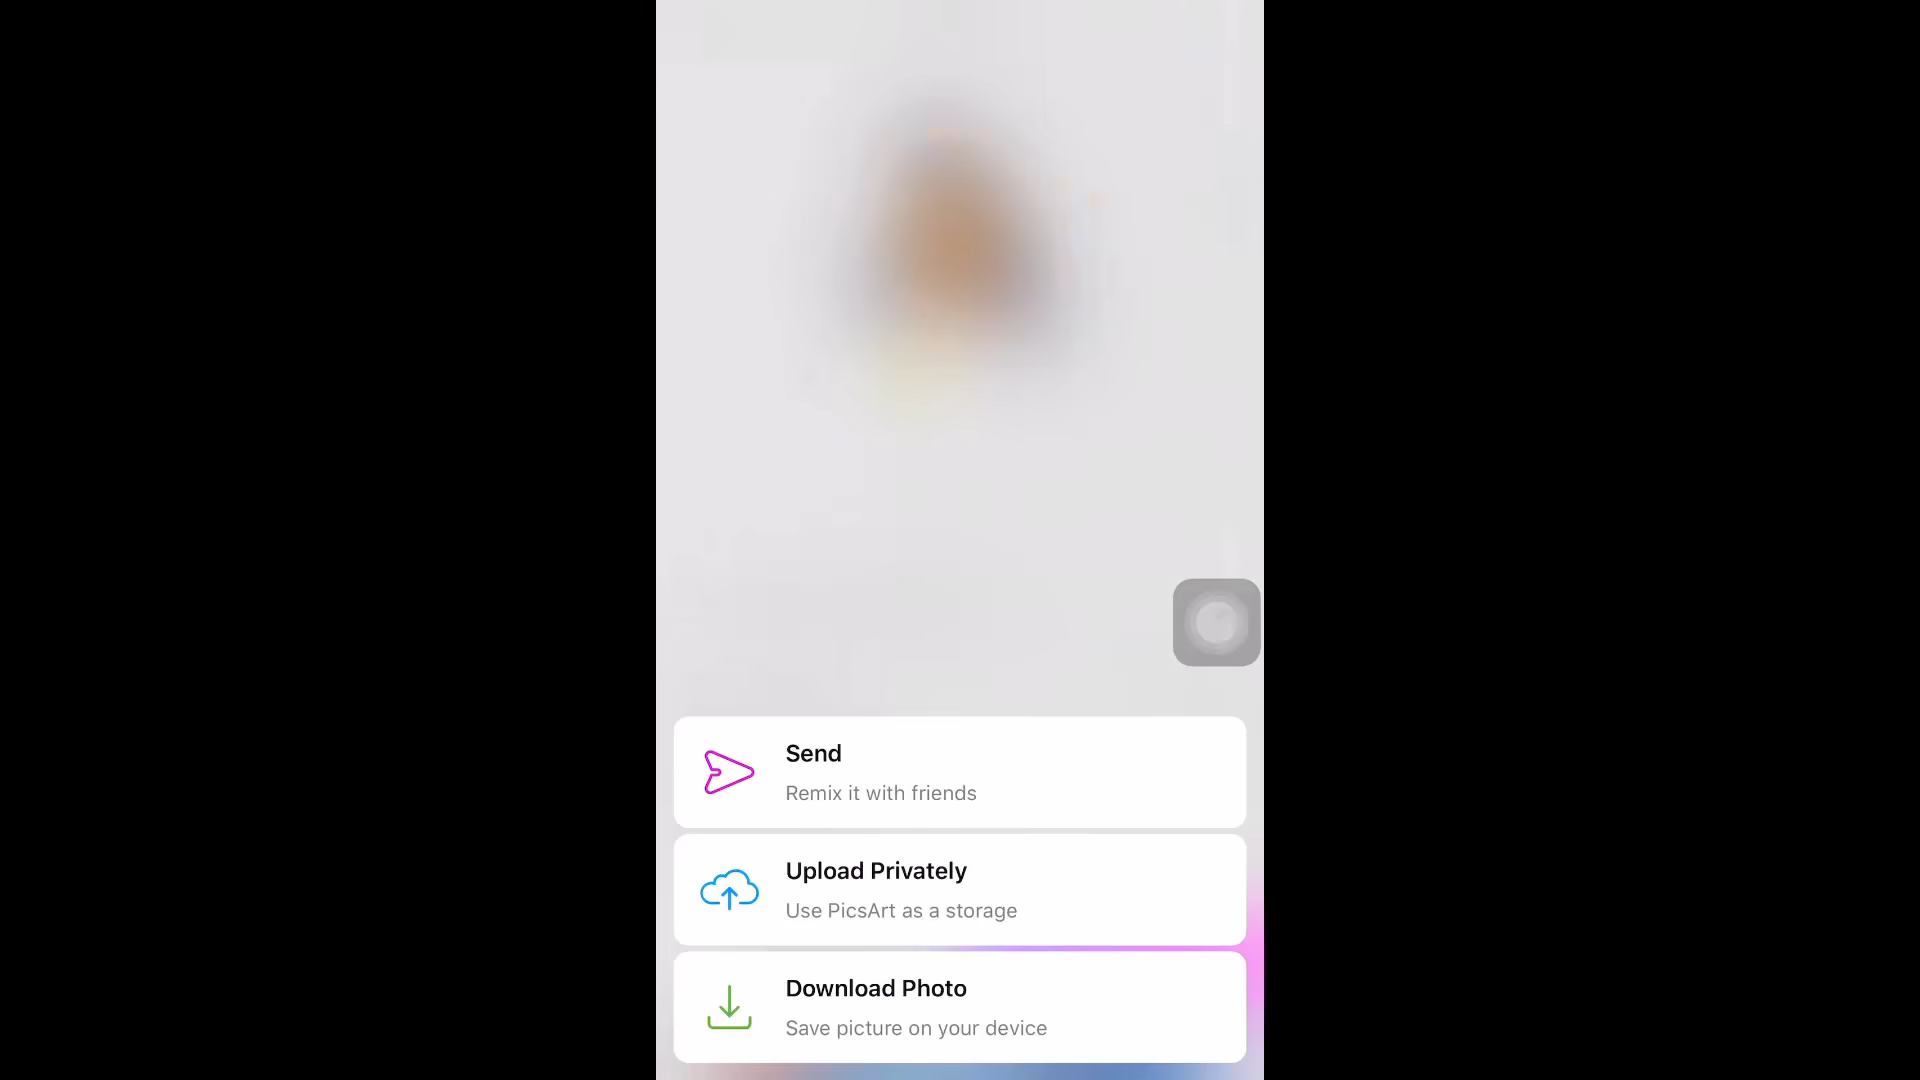 Send
Remix it with friends
Upload Privately
Use PicsArt as a storage
Download Photo
Save picture on your device